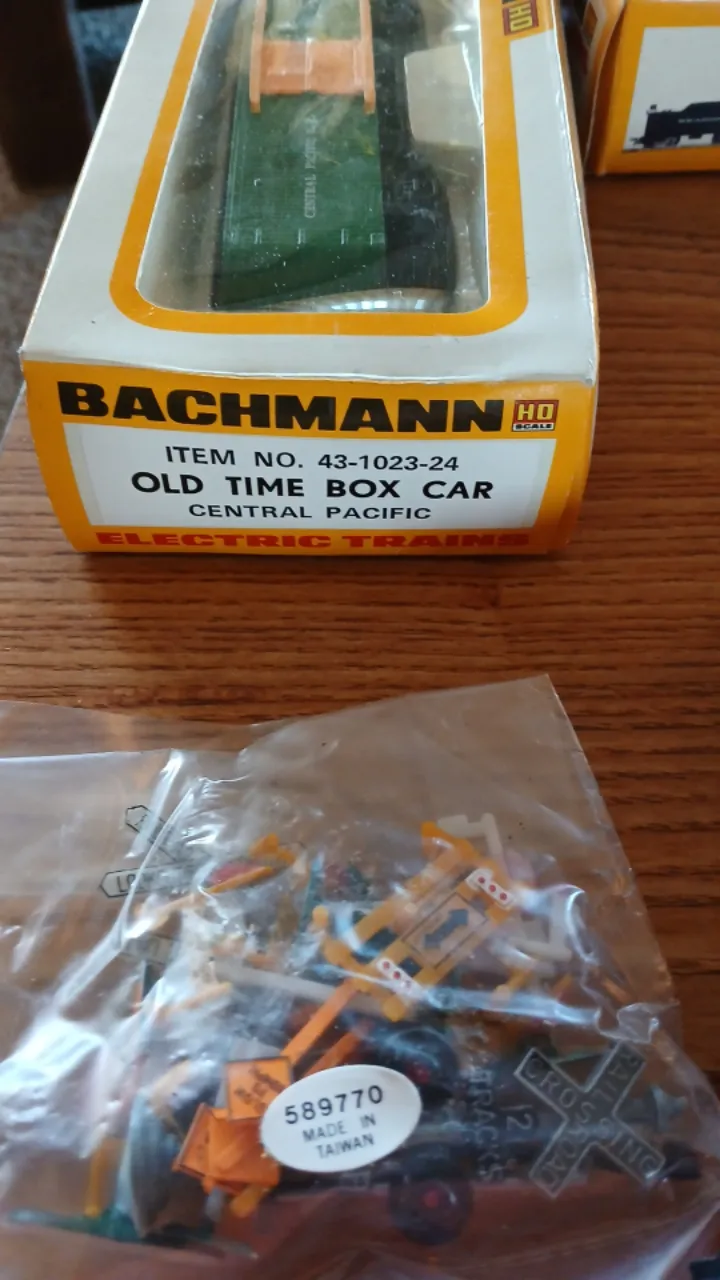 HO
CENTRAL PACIFIC R.R.
BACHMANN HO
SCALE
ITEM NO. 43-1023-24
OLD TIME BOX CAR
CENTRAL PACIFIC
ELECTRIC TRAINS
589770
MADE IN
TAIWAN
2
TRACKS
RAILROAD
CROSSING